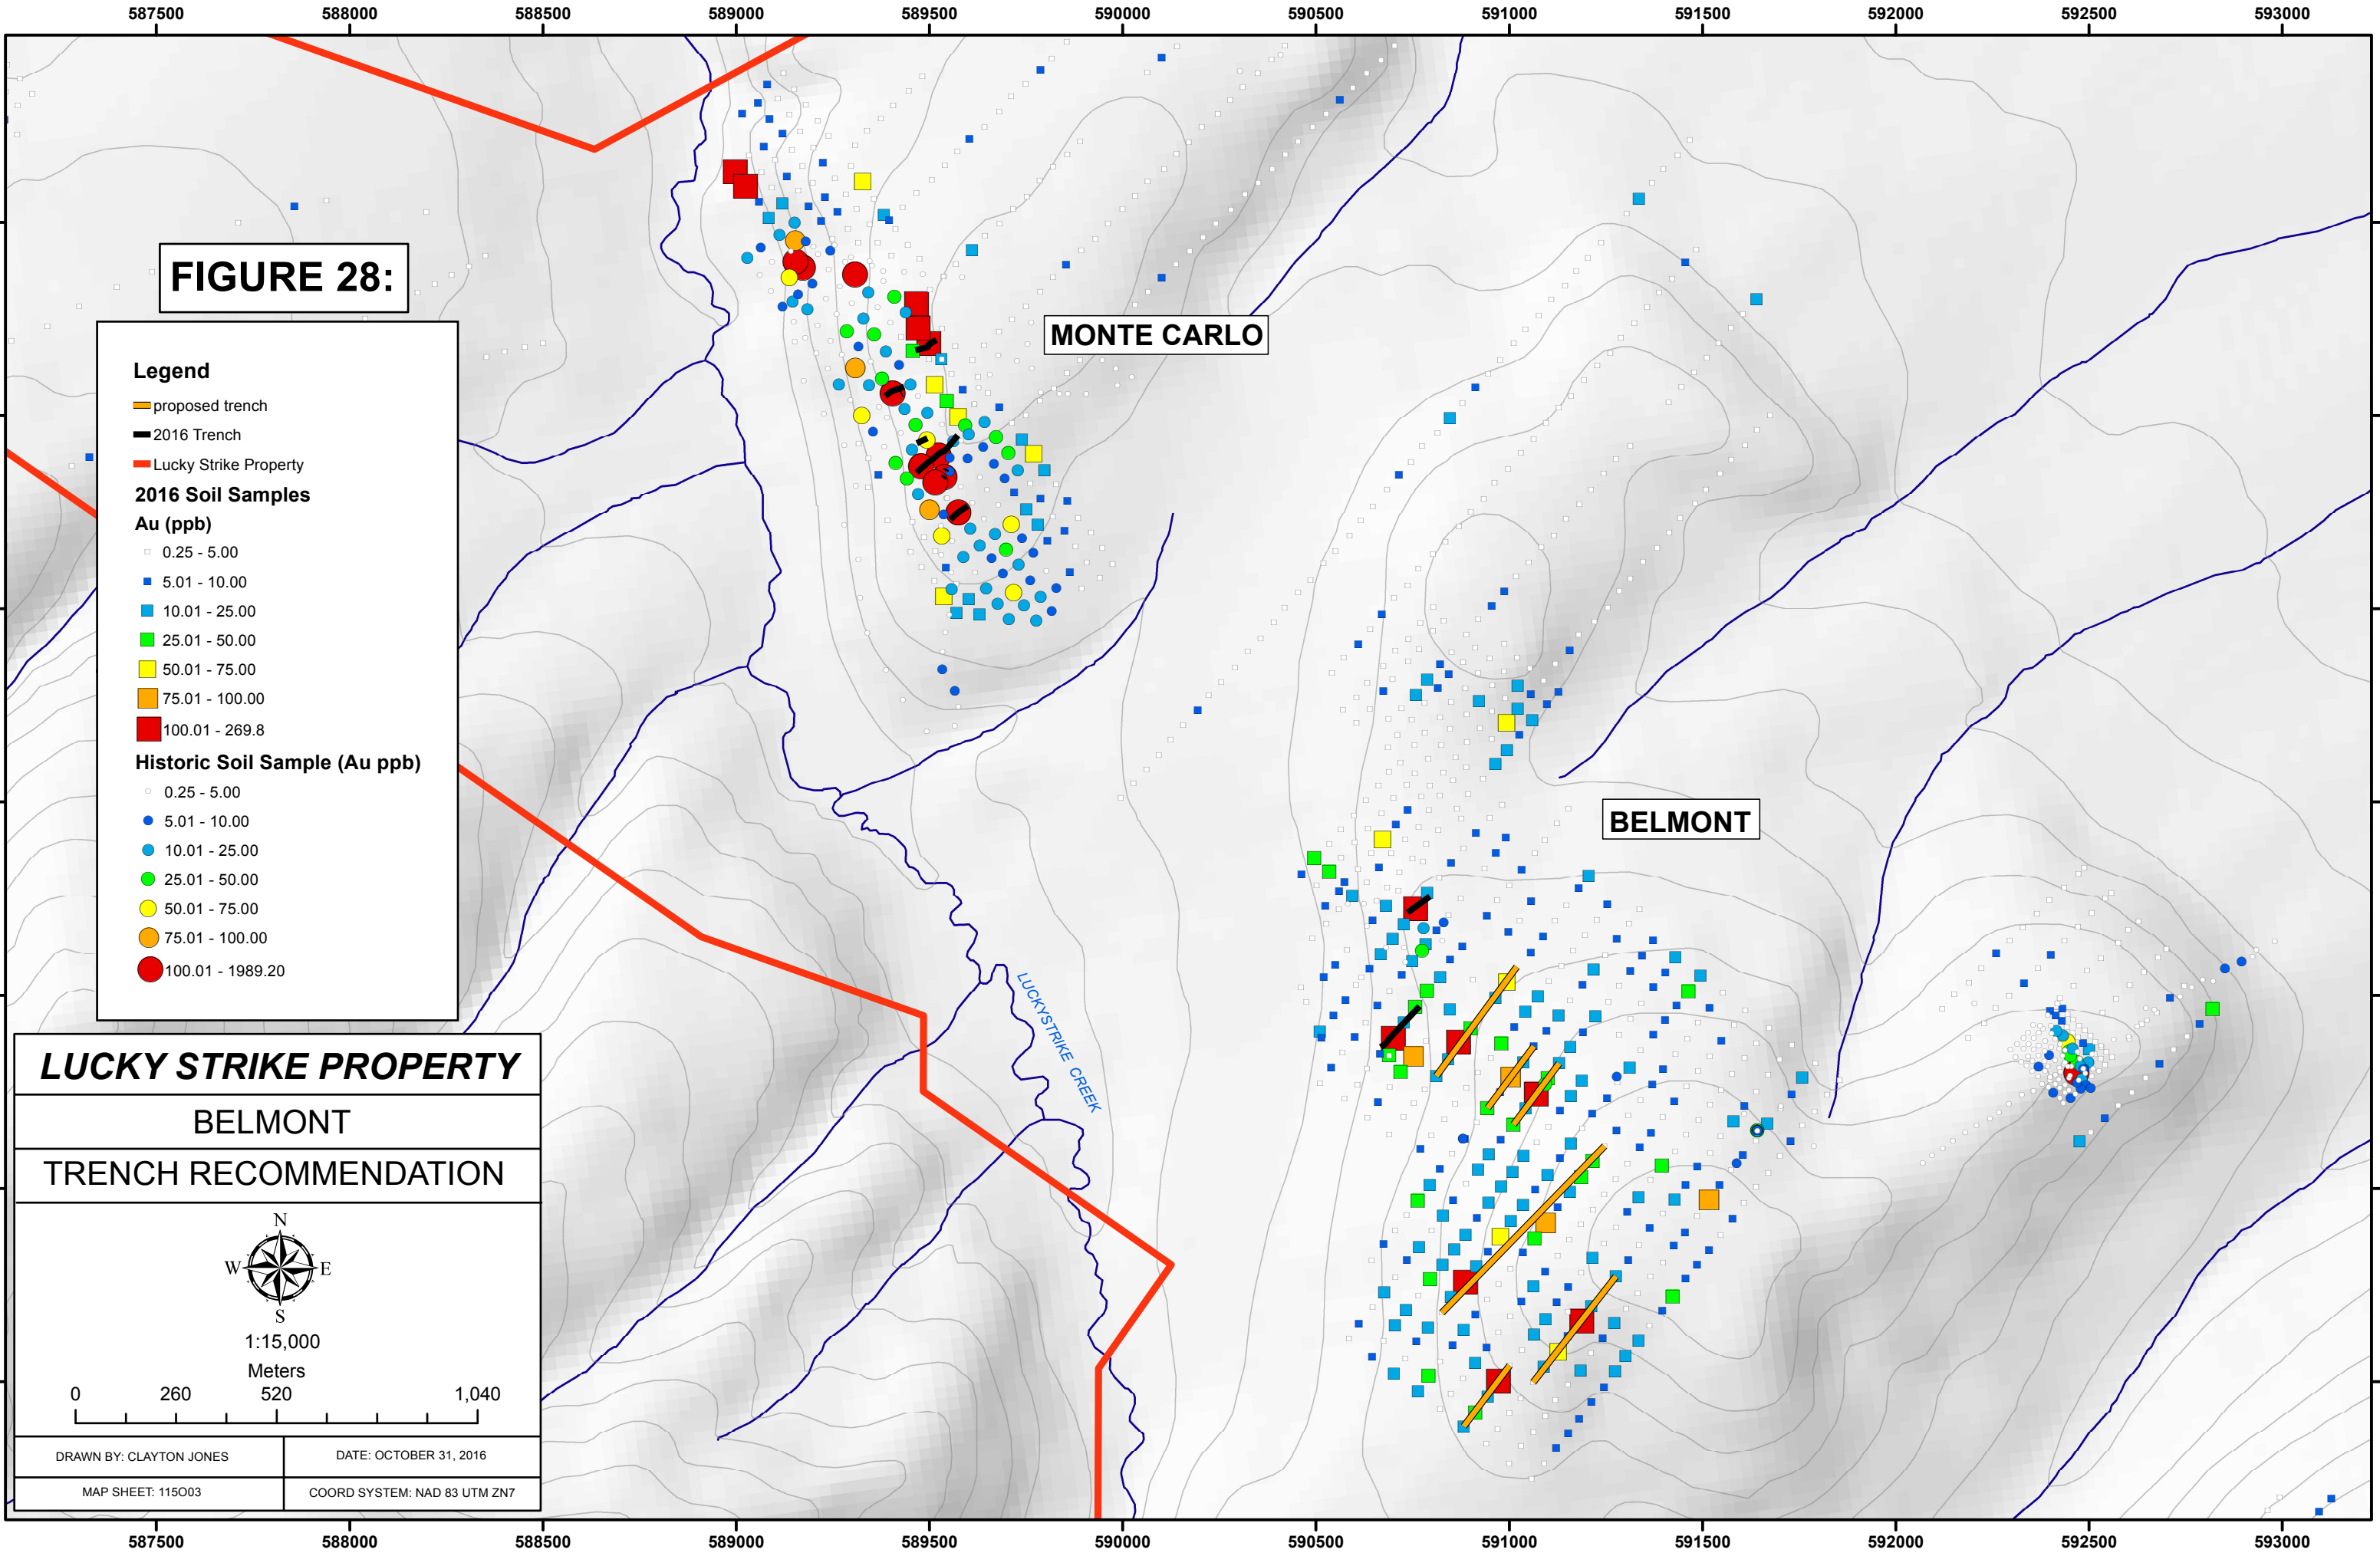 587500 588000 588500 589000 589500 590000 590500 591000 591500 592000 592500 593000
FIGURE 28:
MONTE CARLO
BELMONT
LUCKYSTRIKE CREEK
Legend
proposed trench
2016 Trench
Lucky Strike Property
2016 Soil Samples
Au (ppb)
0.25 - 5.00
5.01 - 10.00
10.01 - 25.00
25.01 - 50.00
50.01 - 75.00
75.01 - 100.00
100.01 - 269.8
Historic Soil Sample (Au ppb)
0.25 - 5.00
5.01 - 10.00
10.01 - 25.00
25.01 - 50.00
50.01 - 75.00
75.01 - 100.00
100.01 - 1989.20
LUCKY STRIKE PROPERTY
BELMONT
TRENCH RECOMMENDATION
N
W E
S
1:15,000
Meters
0 260 520 1,040
DRAWN BY: CLAYTON JONES DATE: OCTOBER 31, 2016
MAP SHEET: 115O03 COORD SYSTEM: NAD 83 UTM ZN7
587500 588000 588500 589000 589500 590000 590500 591000 591500 592000 592500 593000